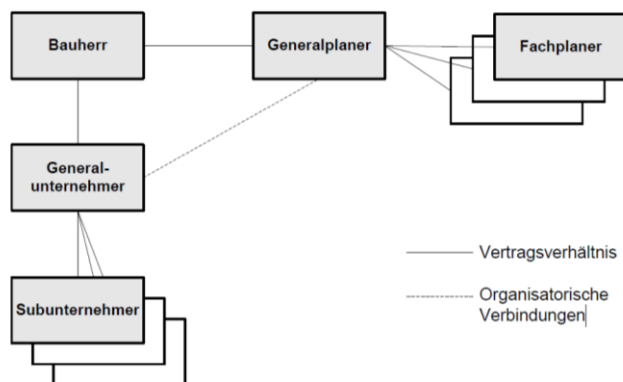 Bauherr
Generalplaner
Fachplaner
General-
unternehmer
Subunternehmer
Vertragsverhältnis
Organisatorische
Verbindungen